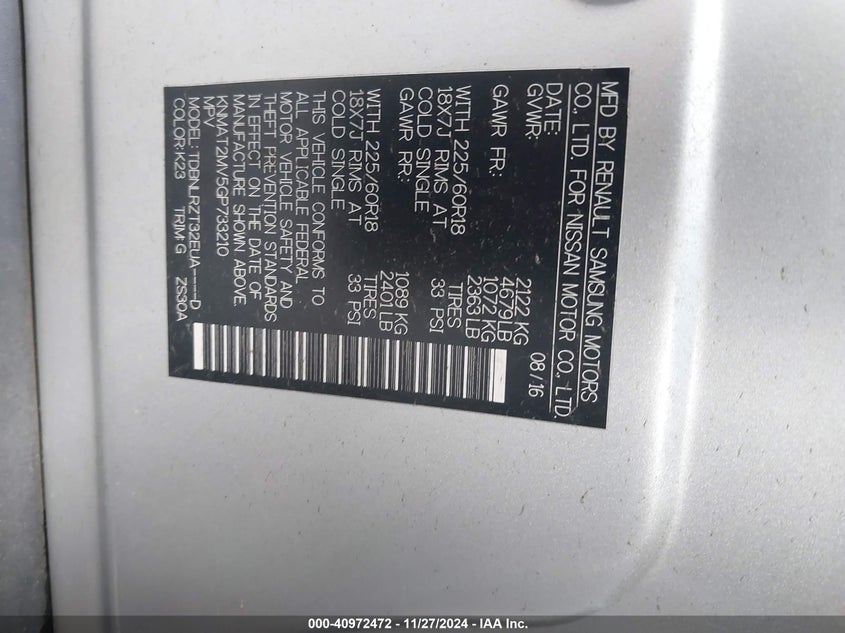 MFD BY RENAULT SAMSUNG MOTORS
CO., LTD. FOR NISSAN MOTOR CO., LTD.
DATE: 08/16
GVWR: 2122 KG
4679 LB
GAWR FR: 1072 KG
2363 LB
WITH 225/60R18 TIRES
18X7J RIMS AT 33 PSI
COLD SINGLE
GAWR RR: 1089 KG
2401 LB
WITH 225/60R18 TIRES
18X7J RIMS AT 33 PSI
COLD SINGLE
THIS VEHICLE CONFORMS TO
ALL APPLICABLE FEDERAL
MOTOR VEHICLE SAFETY AND
THEFT PREVENTION STANDARDS
IN EFFECT ON THE DATE OF
MANUFACTURE SHOWN ABOVE.
KNMAT2MV5GP733210
MPV
MODEL: TDBNLRZT32EUA----D
COLOR: K23 TRIM: G ZS30A
000-40972472 - 11/27/2024 - IAA Inc.